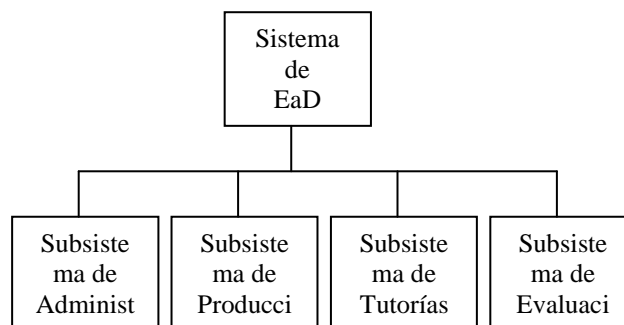 Sistema
de
EaD
Subsiste
ma de
Administ
Subsiste
ma de
Producci
Subsiste
ma de
Tutorías
Subsiste
ma de
Evaluaci